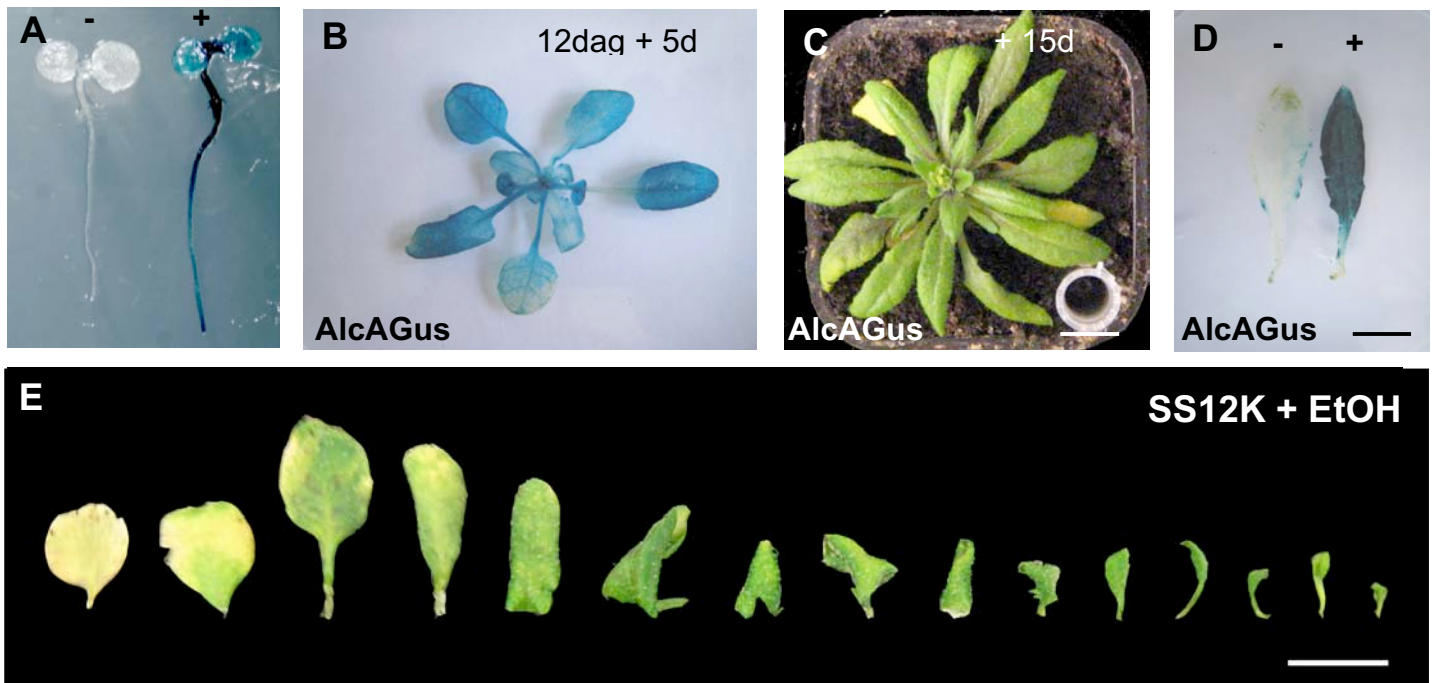 A
-
+
B
12dag + 5d
AlcAGus
C
+ 15d
AlcAGus
D
-
+
AlcAGus
E
SS12K + EtOH